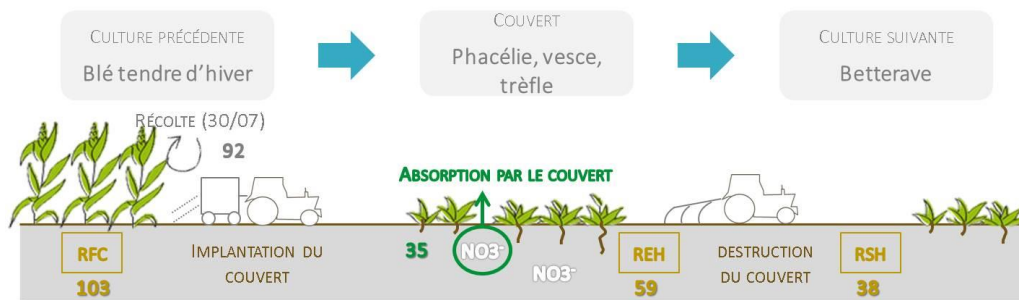 CULTURE PRÉCÉDENTE
Blé tendre d'hiver
COUVERT
Phacélie, vesce,
trèfle
CULTURE SUIVANTE
Betterave
RÉCOLTE (30/07)
92
ABSORPTION PAR LE COUVERT
RFC
103
IMPLANTATION DU
COUVERT
35
NO3-
NO3-
REH
59
DESTRUCTION
DU COUVERT
RSH
38